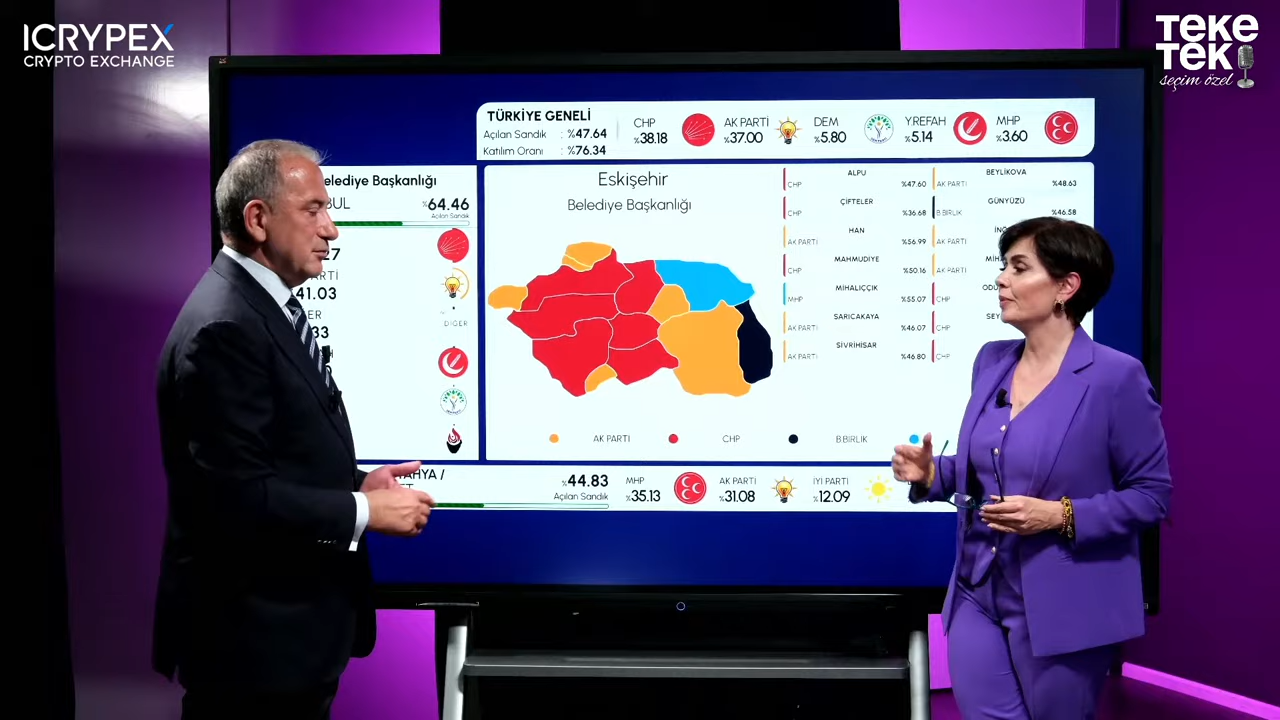 ICRYPEX
CRYPTO EXCHANGE
TEKE
TEK
seçim özel
TÜRKİYE GENELİ
Açılan Sandık : %47.64
Katılım Oranı : %76.34
CHP %38.18
AK PARTİ %37.00
DEM %5.80
Y.REFAH %5.14
MHP %3.60
elediye Başkanlığı
BUL %64.46
Açılan Sandık
27
41.03
33
DİĞER
Eskişehir
Belediye Başkanlığı
ALPU
CHP %47.60
ÇİFTELER
CHP %36.68
HAN
AK PARTİ %56.99
MAHMUDİYE
CHP %50.16
MİHALIÇÇIK
MHP %55.07
SARICAKAYA
AK PARTİ %46.07
SİVRİHİSAR
AK PARTİ %46.80
BEYLİKOVA
AK PARTİ %48.63
GÜNYÜZÜ
B.BİRLİK %46.58
AK PARTİ
AK PARTİ
CHP
CHP
CHP
AK PARTİ
CHP
B.BİRLİK
%44.83
Açılan Sandık
MHP %35.13
AK PARTİ %31.08
İYİ PARTİ %12.09